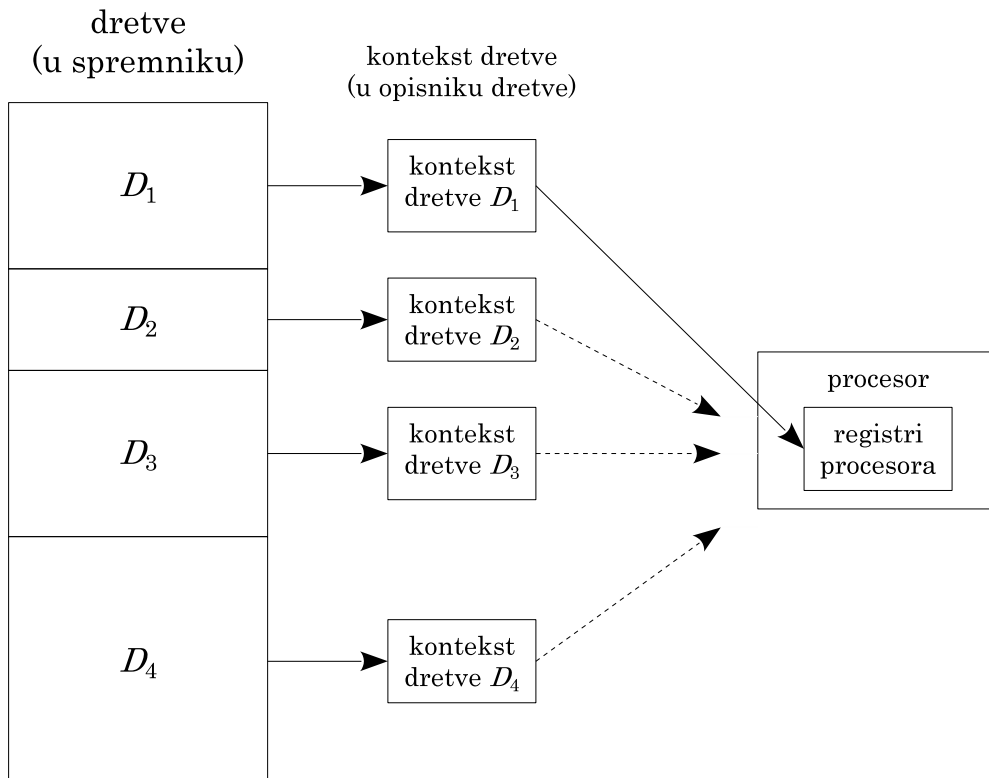 dretve
(u spremniku)
kontekst dretve
(u opisniku dretve)
D1
kontekst
dretve D1
D2
kontekst
dretve D2
procesor
registri
procesora
D3
kontekst
dretve D3
D4
kontekst
dretve D4